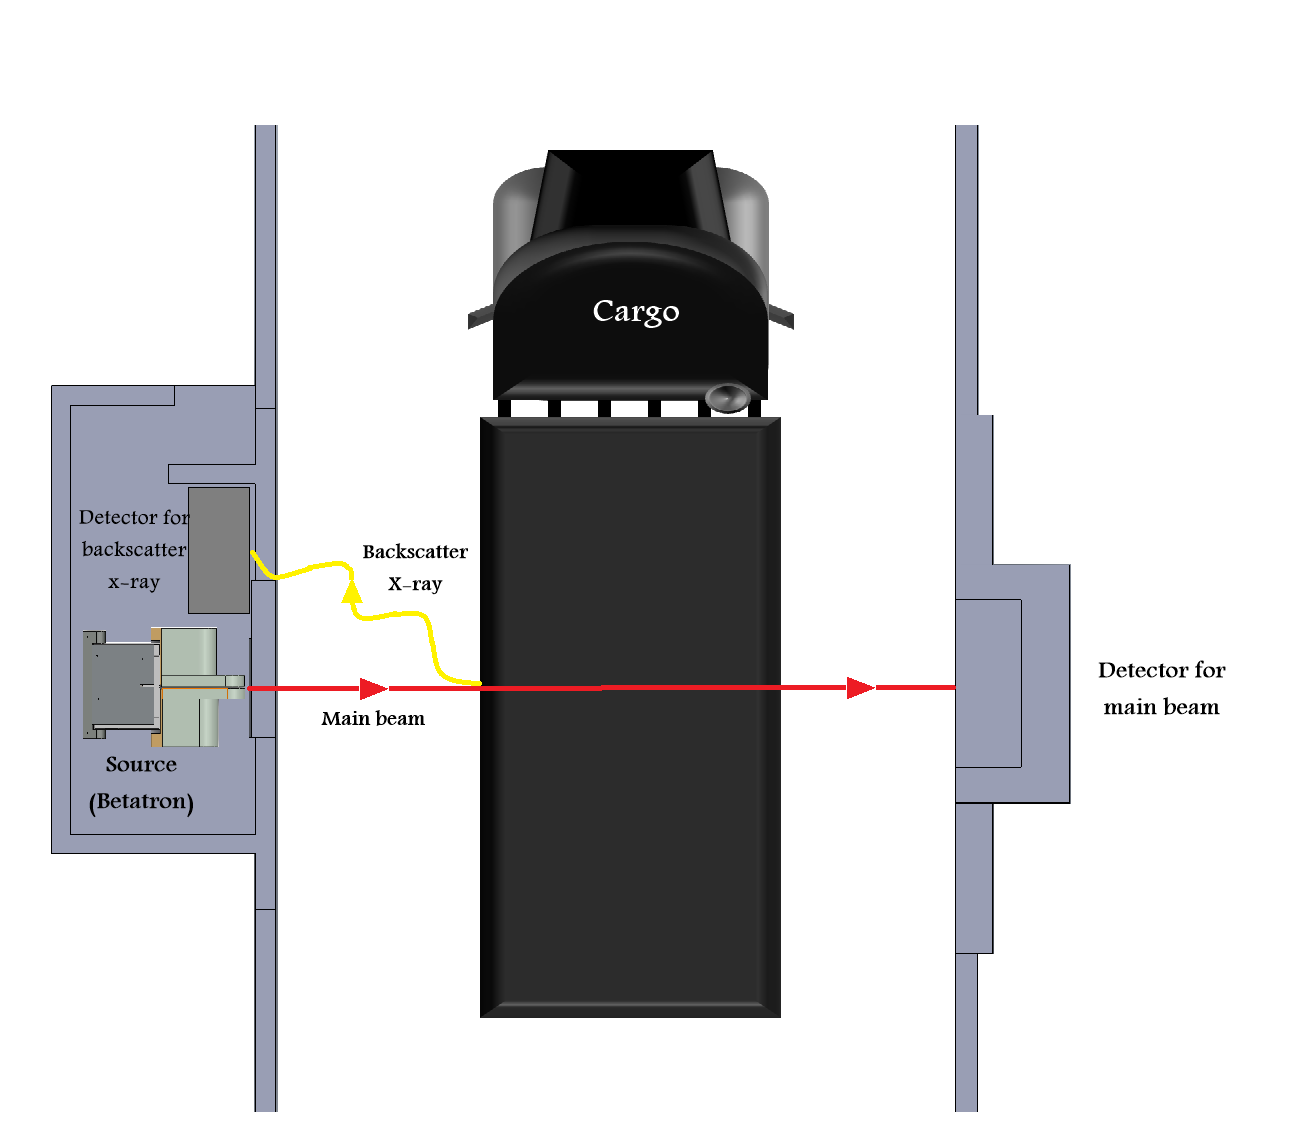 Cargo
Detector for
backscatter
x-ray
Backscatter
X-ray
Main beam
Source
(Betatron)
Detector for
main beam